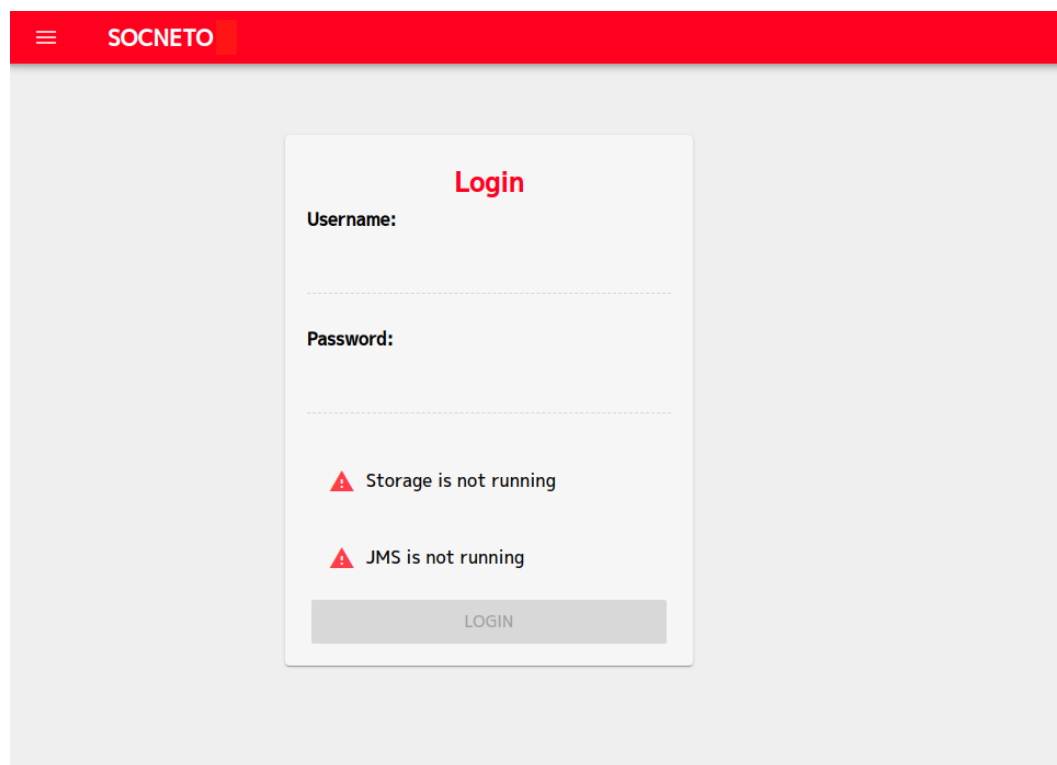 SOCNETO
Login
Username:
Password:
Storage is not running
JMS is not running
LOGIN